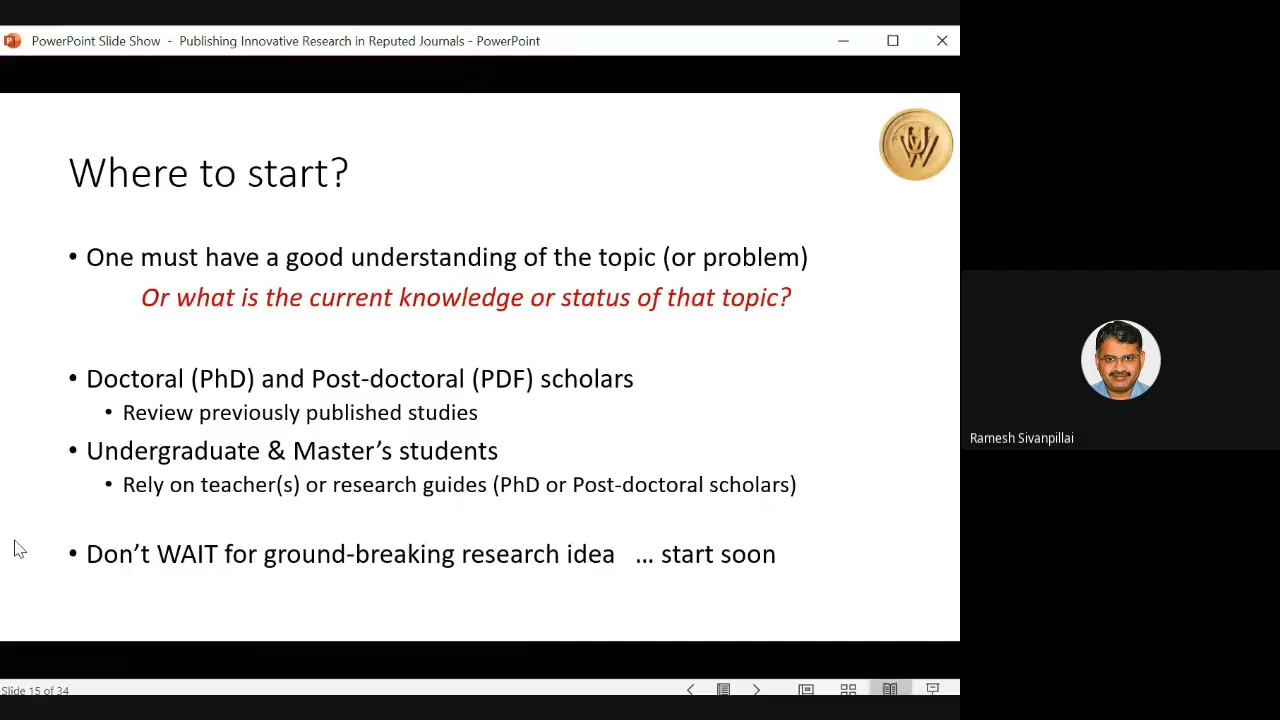 PowerPoint Slide Show - Publishing Innovative Research in Reputed Journals - PowerPoint
Where to start?
• One must have a good understanding of the topic (or problem)
Or what is the current knowledge or status of that topic?
• Doctoral (PhD) and Post-doctoral (PDF) scholars
• Review previously published studies
• Undergraduate & Master’s students
• Rely on teacher(s) or research guides (PhD or Post-doctoral scholars)
• Don’t WAIT for ground-breaking research idea ... start soon
Ramesh Sivanpillai
Slide 15 of 34